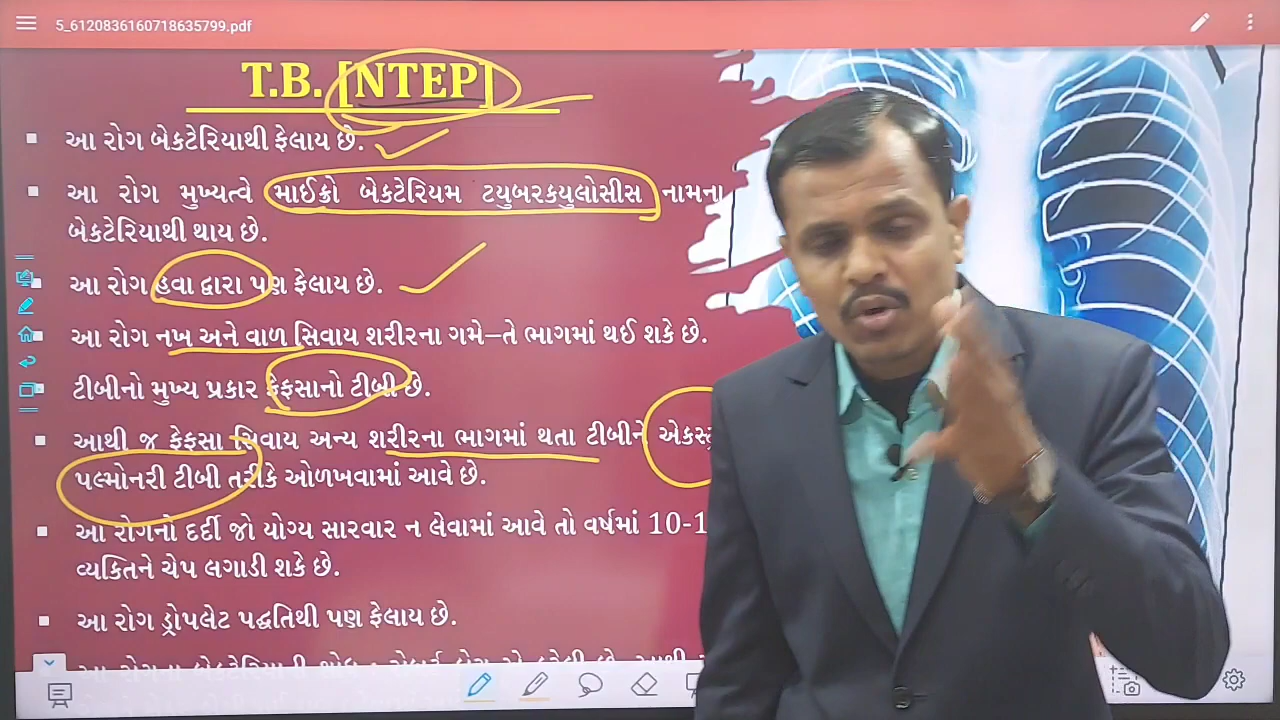 5_6120836160718635799.pdf
T.B. [NTEP]
આ રોગ બેકટેરિયાથી ફેલાય છે.
આ રોગ મુખ્યત્વે માઈક્રો બેકટેરિયમ ટયુબરકયુલોસીસ નામના
બેકટેરિયાથી થાય છે.
આ રોગ હવા દ્વારા પણ ફેલાય છે.
આ રોગ નખ અને વાળ સિવાય શરીરના ગમે–તે ભાગમાં થઈ શકે છે.
ટીબીનો મુખ્ય પ્રકાર ફેફસાનો ટીબી છે.
આથી જ ફેફસા સિવાય અન્ય શરીરના ભાગમાં થતા ટીબીને
પલ્મોનરી ટીબી તરીકે ઓળખવામાં આવે છે.
આ રોગનો દર્દી જો યોગ્ય સારવાર ન લેવામાં આવે તો વર્ષમાં 10-1
વ્યકિતને ચેપ લગાડી શકે છે.
આ રોગ ડ્રોપલેટ પદ્ધતિથી પણ ફેલાય છે.